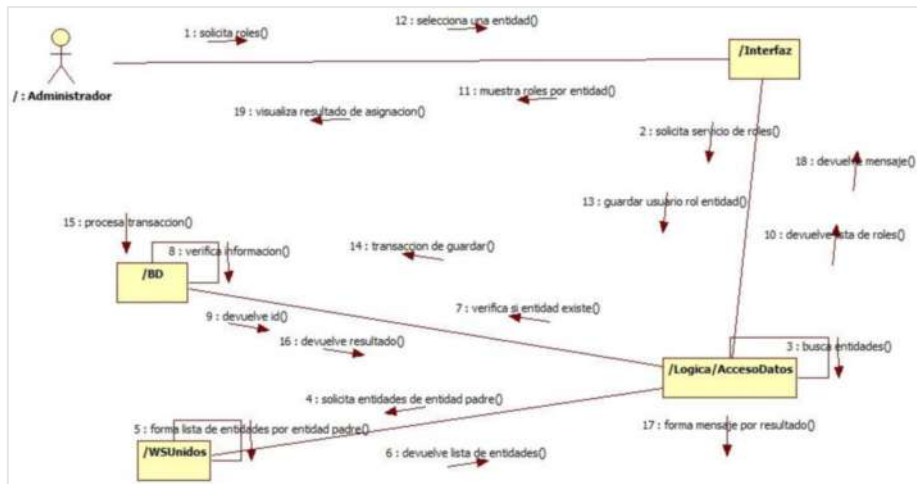 12 : selecciona una entidad()
1 : solicita roles()
/Interfaz
/ : Administrador
11 : muestra roles por entidad()
19 : visualiza resultado de asignacion()
2 : solicita servicio de roles()
18 : devuelve mensaje()
13 : guardar usuario rol entidad()
15 : procesa transaccion()
10 : devuelve lista de roles()
14 : transaccion de guardar()
8 : verifica informacion()
/BD
7 : verifica si entidad existe()
9 : devuelve id()
16 : devuelve resultado()
3 : busca entidades()
/Logica/AccesoDatos
4 : solicita entidades de entidad padre()
5 : forma lista de entidades por entidad padre()
17 : forma mensaje por resultado()
/WSUnidos
6 : devuelve lista de entidades()